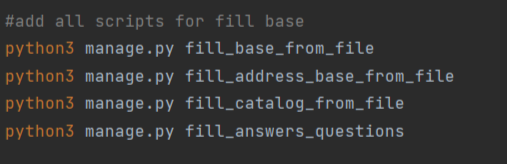 #add all scripts for fill base
python3 manage.py fill_base_from_file
python3 manage.py fill_address_base_from_file
python3 manage.py fill_catalog_from_file
python3 manage.py fill_answers_questions